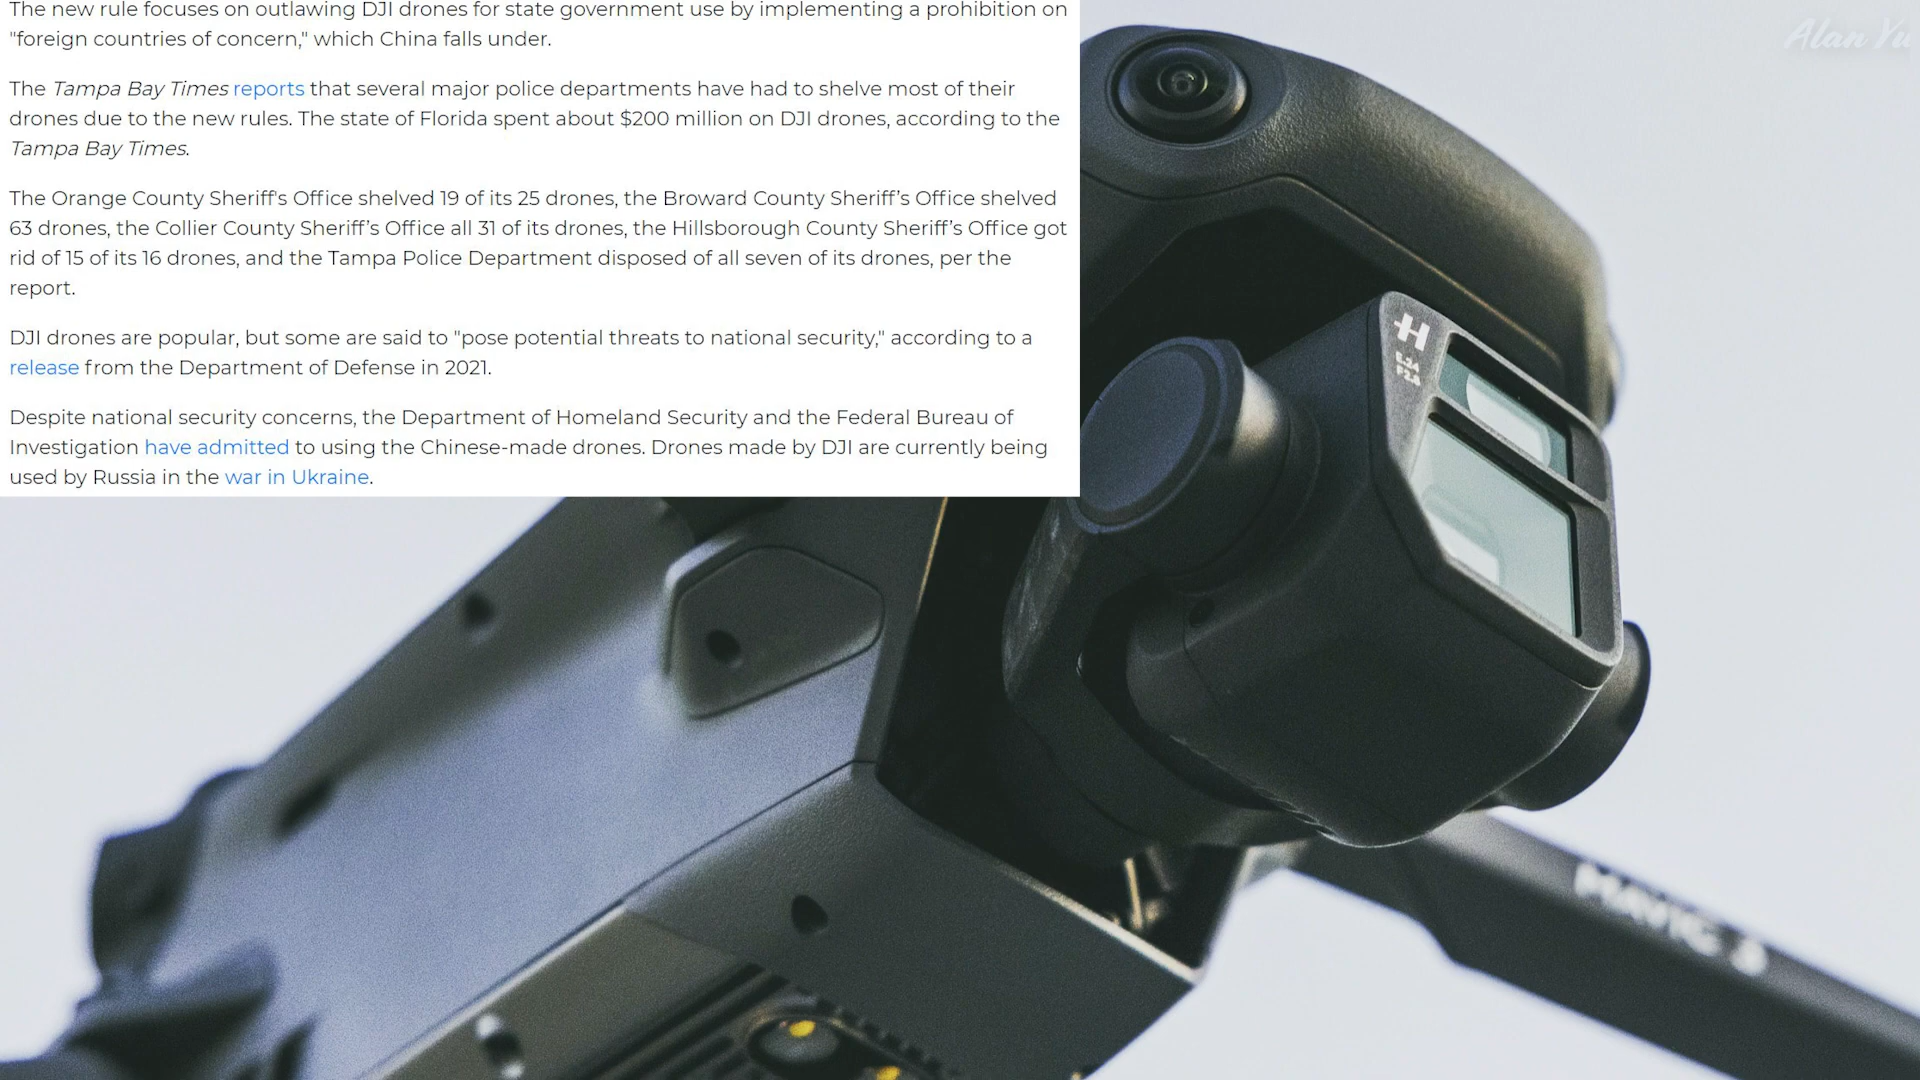 The new rule focuses on outlawing DJI drones for state government use by implementing a prohibition on
"foreign countries of concern," which China falls under.
The Tampa Bay Times reports that several major police departments have had to shelve most of their
drones due to the new rules. The state of Florida spent about $200 million on DJI drones, according to the
Tampa Bay Times.
The Orange County Sheriff's Office shelved 19 of its 25 drones, the Broward County Sheriff’s Office shelved
63 drones, the Collier County Sheriff’s Office all 31 of its drones, the Hillsborough County Sheriff’s Office got
rid of 15 of its 16 drones, and the Tampa Police Department disposed of all seven of its drones, per the
report.
DJI drones are popular, but some are said to "pose potential threats to national security," according to a
release from the Department of Defense in 2021.
Despite national security concerns, the Department of Homeland Security and the Federal Bureau of
Investigation have admitted to using the Chinese-made drones. Drones made by DJI are currently being
used by Russia in the war in Ukraine.
Alan Yu
H
MAVIC 3